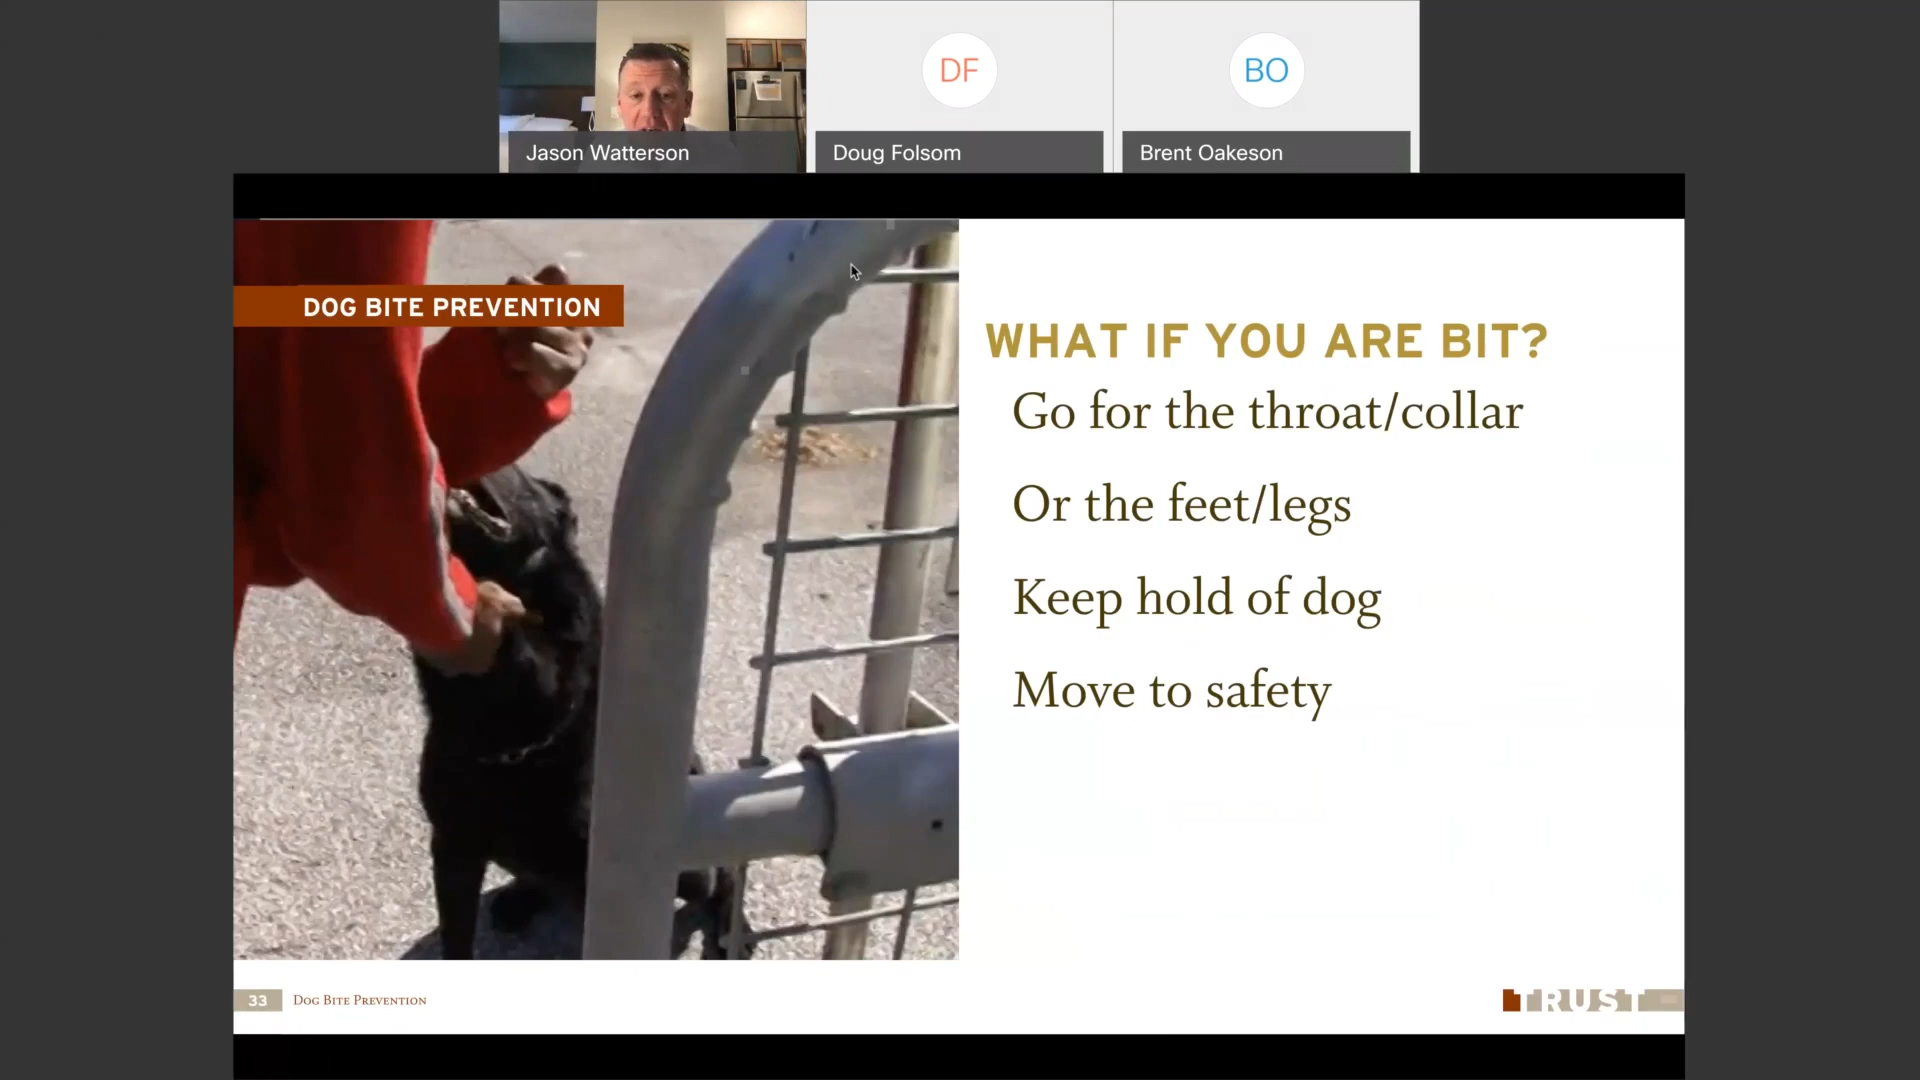 DF
BO
Jason Watterson
Doug Folsom
Brent Oakeson
DOG BITE PREVENTION
WHAT IF YOU ARE BIT?
Go for the throat/collar
Or the feet/legs
Keep hold of dog
Move to safety
33
Dog Bite Prevention
TRUST